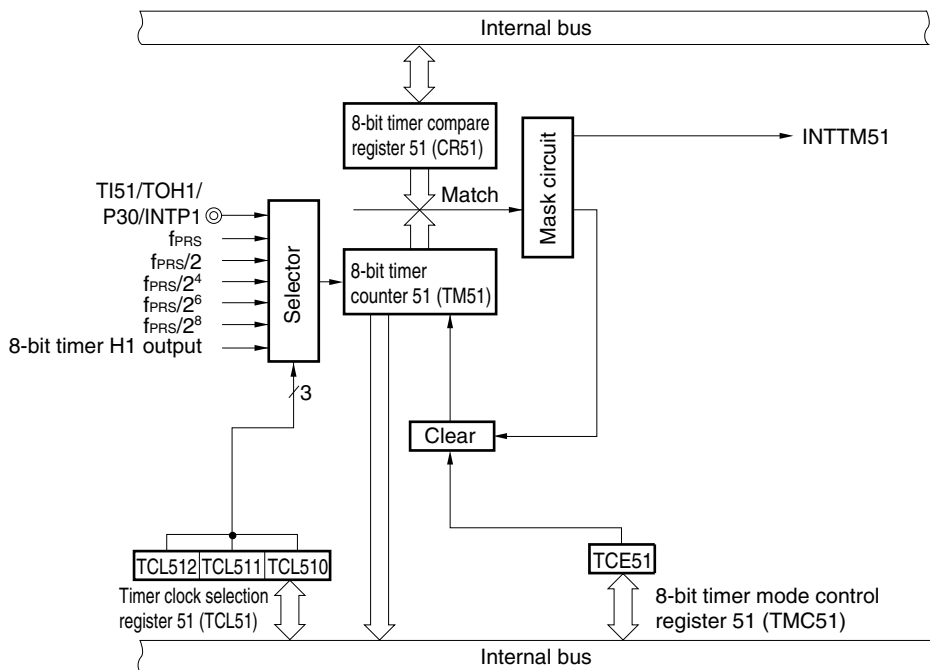 Internal bus
8-bit timer compare
register 51 (CR51)
Mask circuit
INTTM51
Match
TI51/TOH1/
P30/INTP1
fPRS
fPRS/2
fPRS/2⁴
fPRS/2⁶
fPRS/2⁸
8-bit timer H1 output
Selector
8-bit timer
counter 51 (TM51)
3
Clear
TCL512 TCL511 TCL510
Timer clock selection
register 51 (TCL51)
TCE51
8-bit timer mode control
register 51 (TMC51)
Internal bus